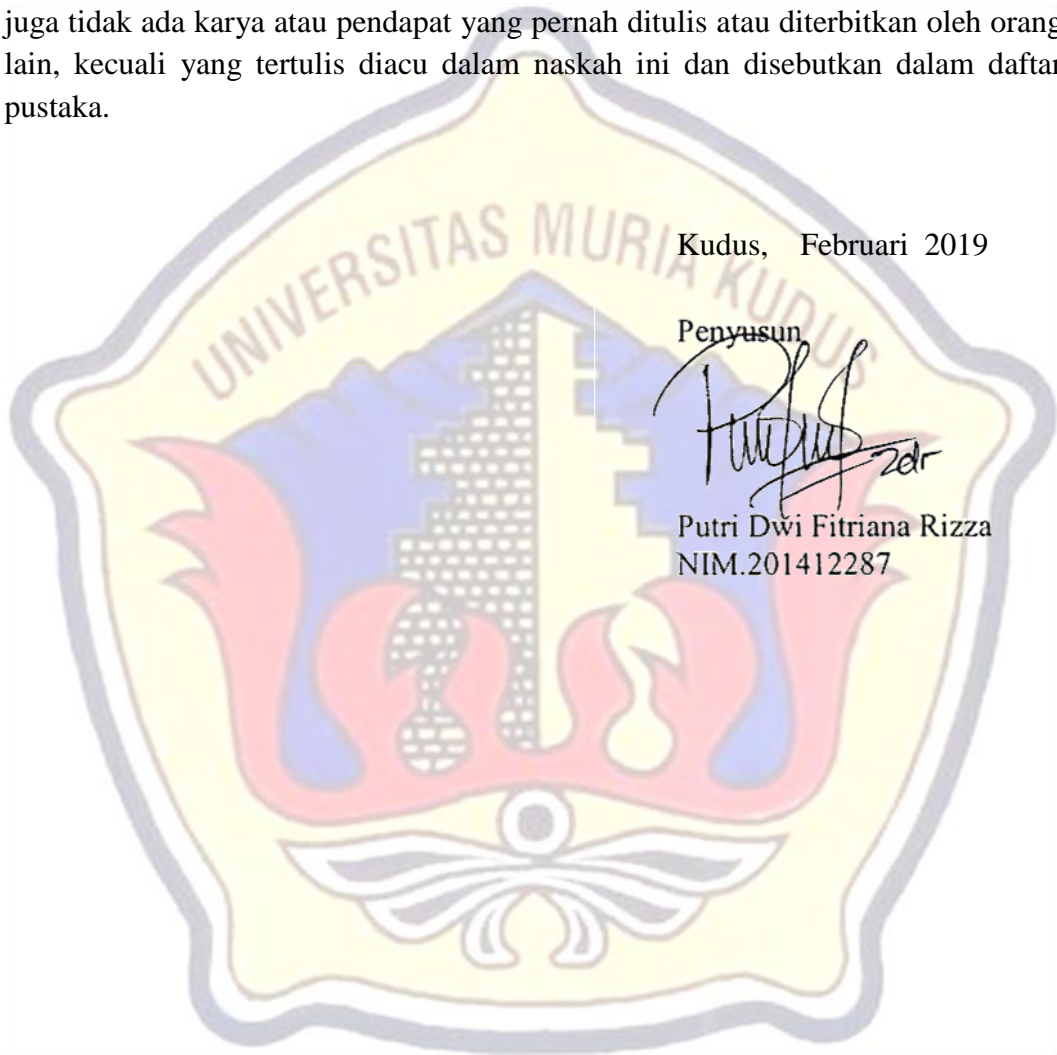 juga tidak ada karya atau pendapat yang pernah ditulis atau diterbitkan oleh orang
lain, kecuali yang tertulis diacu dalam naskah ini dan disebutkan dalam daftar
pustaka.
UNIVERSITAS MURIA KUDUS
Kudus, Februari 2019
Penyusun
Putri Dwi Fitriana Rizza
NIM.201412287